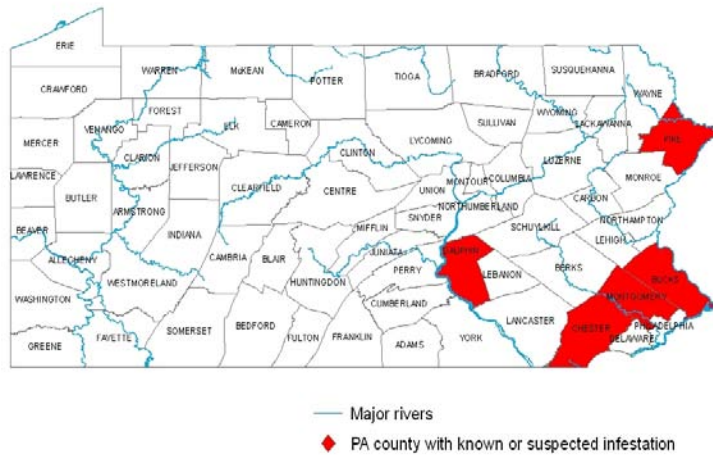 ERIE
WARREN
McKEAN
POTTER
TIOGA
BRADFORD
SUSQUEHANNA
WAYNE
CRAWFORD
FOREST
ELK
CAMERON
SULLIVAN
WYOMING
LACKAWANNA
PIKE
MERCER
VENANGO
CLARION
JEFFERSON
CLINTON
LYCOMING
LUZERNE
MONROE
LAWRENCE
BUTLER
ARMSTRONG
CLEARFIELD
CENTRE
UNION
MONTOUR
COLUMBIA
CARBON
NORTHUMBERLAND
SNYDER
NORTHAMPTON
BEAVER
INDIANA
MIFFLIN
SCHUYLKILL
LEHIGH
ALLEGHENY
CAMBRIA
BLAIR
JUNIATA
DAUPHIN
BERKS
BUCKS
WESTMORELAND
HUNTINGDON
PERRY
LEBANON
MONTGOMERY
WASHINGTON
CUMBERLAND
LANCASTER
CHESTER
PHILADELPHIA
GREENE
FAYETTE
SOMERSET
BEDFORD
FULTON
FRANKLIN
ADAMS
YORK
DELAWARE
Major rivers
PA county with known or suspected infestation